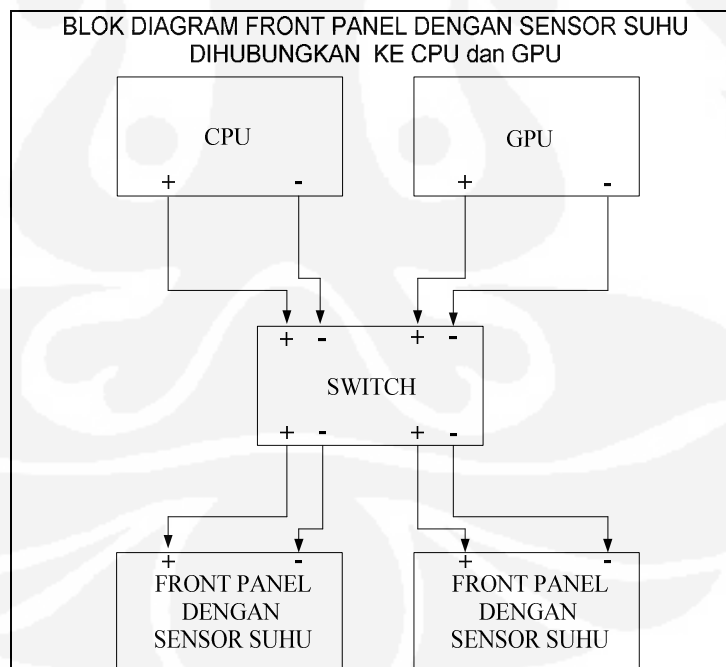 BLOK DIAGRAM FRONT PANEL DENGAN SENSOR SUHU
DIHUBUNGKAN KE CPU dan GPU
CPU
+ -
GPU
+ -
+ - + -
SWITCH
+ - + -
+ -
FRONT PANEL
DENGAN
SENSOR SUHU
+ -
FRONT PANEL
DENGAN
SENSOR SUHU